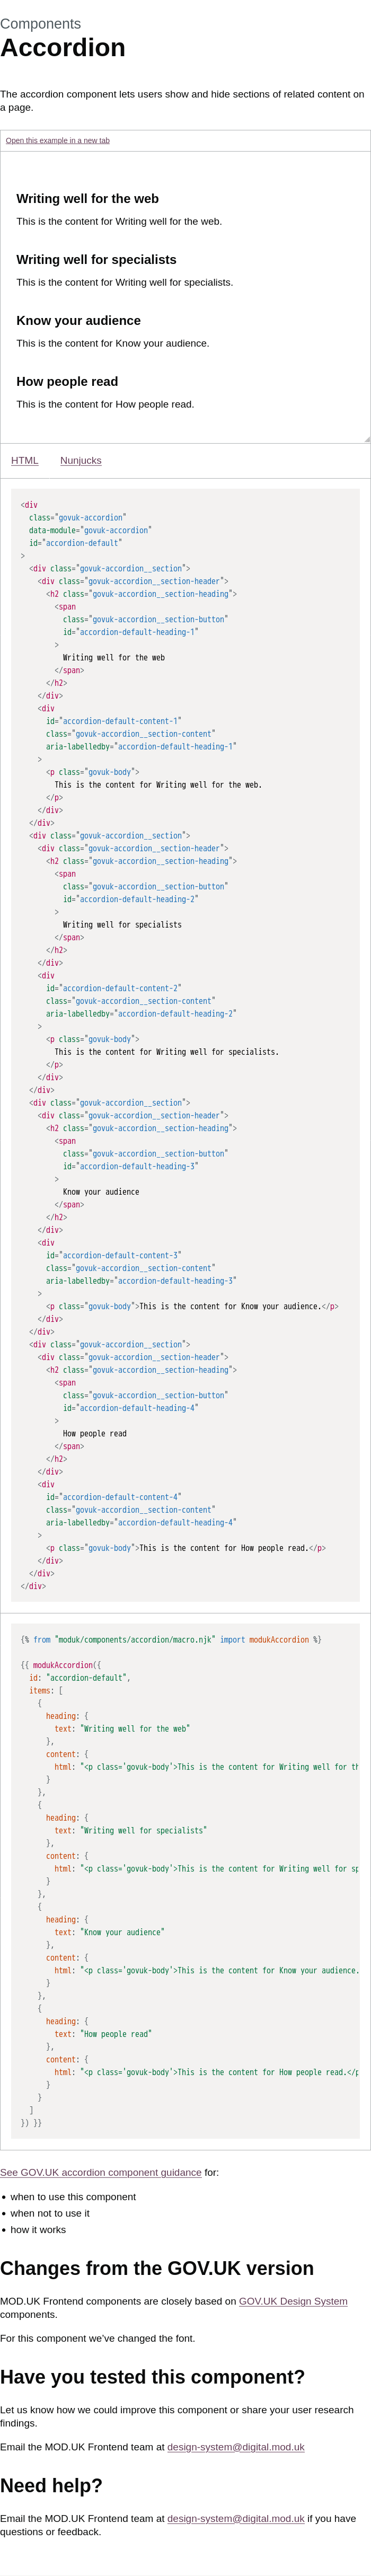 Components
Accordion
The accordion component lets users show and hide sections of related content on
a page.
Open this example in a new tab
Writing well for the web
This is the content for Writing well for the web.
Writing well for specialists
This is the content for Writing well for specialists.
Know your audience
This is the content for Know your audience.
How people read
This is the content for How people read.
HTML Nunjucks
<div
  class="govuk-accordion"
  data-module="govuk-accordion"
  id="accordion-default"
>
  <div class="govuk-accordion__section">
    <div class="govuk-accordion__section-header">
      <h2 class="govuk-accordion__section-heading">
        <span
          class="govuk-accordion__section-button"
          id="accordion-default-heading-1"
        >
          Writing well for the web
        </span>
      </h2>
    </div>
    <div
      id="accordion-default-content-1"
      class="govuk-accordion__section-content"
      aria-labelledby="accordion-default-heading-1"
    >
      <p class="govuk-body">
        This is the content for Writing well for the web.
      </p>
    </div>
  </div>
  <div class="govuk-accordion__section">
    <div class="govuk-accordion__section-header">
      <h2 class="govuk-accordion__section-heading">
        <span
          class="govuk-accordion__section-button"
          id="accordion-default-heading-2"
        >
          Writing well for specialists
        </span>
      </h2>
    </div>
    <div
      id="accordion-default-content-2"
      class="govuk-accordion__section-content"
      aria-labelledby="accordion-default-heading-2"
    >
      <p class="govuk-body">
        This is the content for Writing well for specialists.
      </p>
    </div>
  </div>
  <div class="govuk-accordion__section">
    <div class="govuk-accordion__section-header">
      <h2 class="govuk-accordion__section-heading">
        <span
          class="govuk-accordion__section-button"
          id="accordion-default-heading-3"
        >
          Know your audience
        </span>
      </h2>
    </div>
    <div
      id="accordion-default-content-3"
      class="govuk-accordion__section-content"
      aria-labelledby="accordion-default-heading-3"
    >
      <p class="govuk-body">This is the content for Know your audience.</p>
    </div>
  </div>
  <div class="govuk-accordion__section">
    <div class="govuk-accordion__section-header">
      <h2 class="govuk-accordion__section-heading">
        <span
          class="govuk-accordion__section-button"
          id="accordion-default-heading-4"
        >
          How people read
        </span>
      </h2>
    </div>
    <div
      id="accordion-default-content-4"
      class="govuk-accordion__section-content"
      aria-labelledby="accordion-default-heading-4"
    >
      <p class="govuk-body">This is the content for How people read.</p>
    </div>
  </div>
</div>
{% from "moduk/components/accordion/macro.njk" import modukAccordion %}
{{ modukAccordion({
  id: "accordion-default",
  items: [
    {
      heading: {
        text: "Writing well for the web"
      },
      content: {
        html: "<p class='govuk-body'>This is the content for Writing well for th
      }
    },
    {
      heading: {
        text: "Writing well for specialists"
      },
      content: {
        html: "<p class='govuk-body'>This is the content for Writing well for sp
      }
    },
    {
      heading: {
        text: "Know your audience"
      },
      content: {
        html: "<p class='govuk-body'>This is the content for Know your audience.
      }
    },
    {
      heading: {
        text: "How people read"
      },
      content: {
        html: "<p class='govuk-body'>This is the content for How people read.</p
      }
    }
  ]
}) }}
See GOV.UK accordion component guidance for:
• when to use this component
• when not to use it
• how it works
Changes from the GOV.UK version
MOD.UK Frontend components are closely based on GOV.UK Design System
components.
For this component we’ve changed the font.
Have you tested this component?
Let us know how we could improve this component or share your user research
findings.
Email the MOD.UK Frontend team at design-system@digital.mod.uk
Need help?
Email the MOD.UK Frontend team at design-system@digital.mod.uk if you have
questions or feedback.